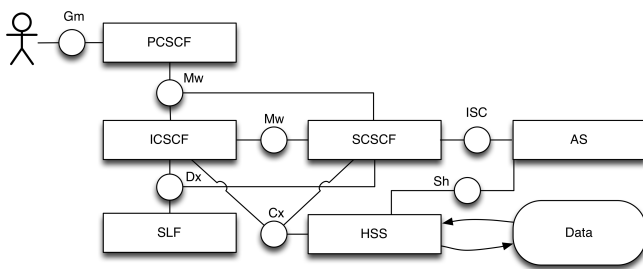 Gm
PCSCF
Mw
ICSCF
Mw
SCSCF
ISC
AS
Dx
Sh
SLF
Cx
HSS
Data